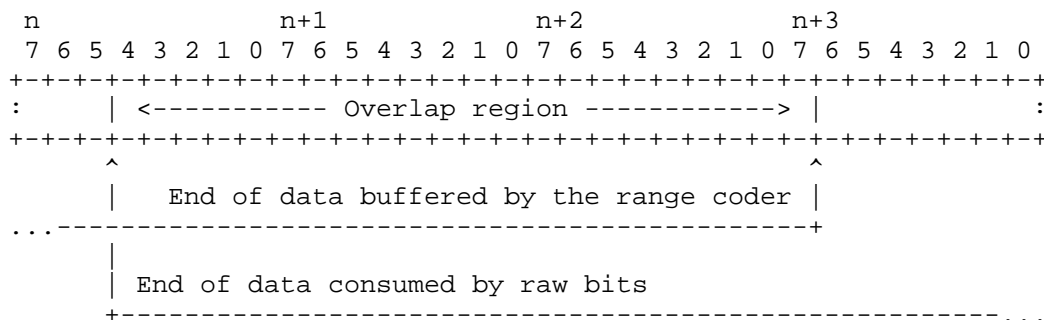 n               n+1             n+2             n+3
 7 6 5 4 3 2 1 0 7 6 5 4 3 2 1 0 7 6 5 4 3 2 1 0 7 6 5 4 3 2 1 0
+-+-+-+-+-+-+-+-+-+-+-+-+-+-+-+-+-+-+-+-+-+-+-+-+-+-+-+-+-+-+-+-+
:     | <----------- Overlap region ------------> |             :
+-+-+-+-+-+-+-+-+-+-+-+-+-+-+-+-+-+-+-+-+-+-+-+-+-+-+-+-+-+-+-+-+
      ^                                           ^
      |   End of data buffered by the range coder |
...-----------------------------------------------+
      |
      | End of data consumed by raw bits
      +-------------------------------------------------------...